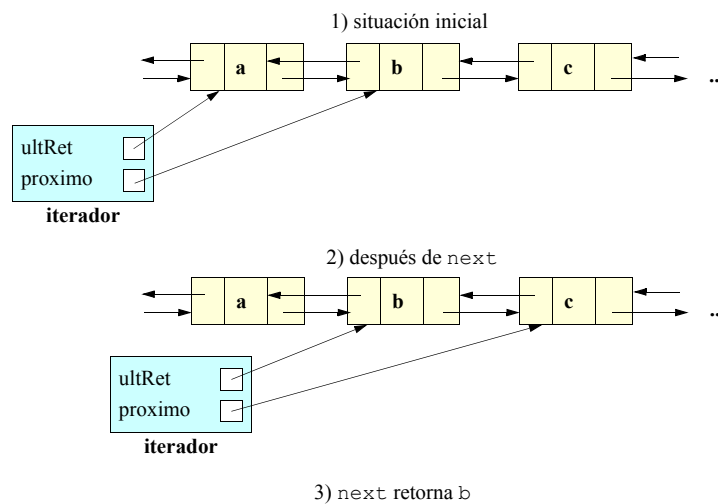 1) situación inicial
a b c ..
ultRet
proximo
iterador
2) después de next
a b c ..
ultRet
proximo
iterador
3) next retorna b